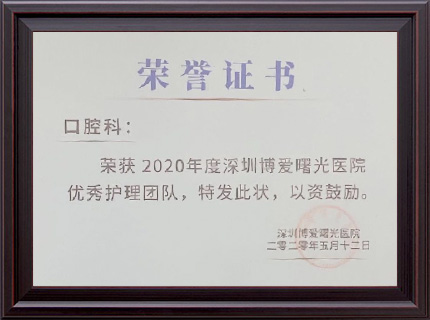 荣誉证书
口腔科：
荣获 2020年度深圳博爱曙光医院
优秀护理团队，特发此状，以资鼓励。
深圳博爱曙光医院
二零二零年五月十二日